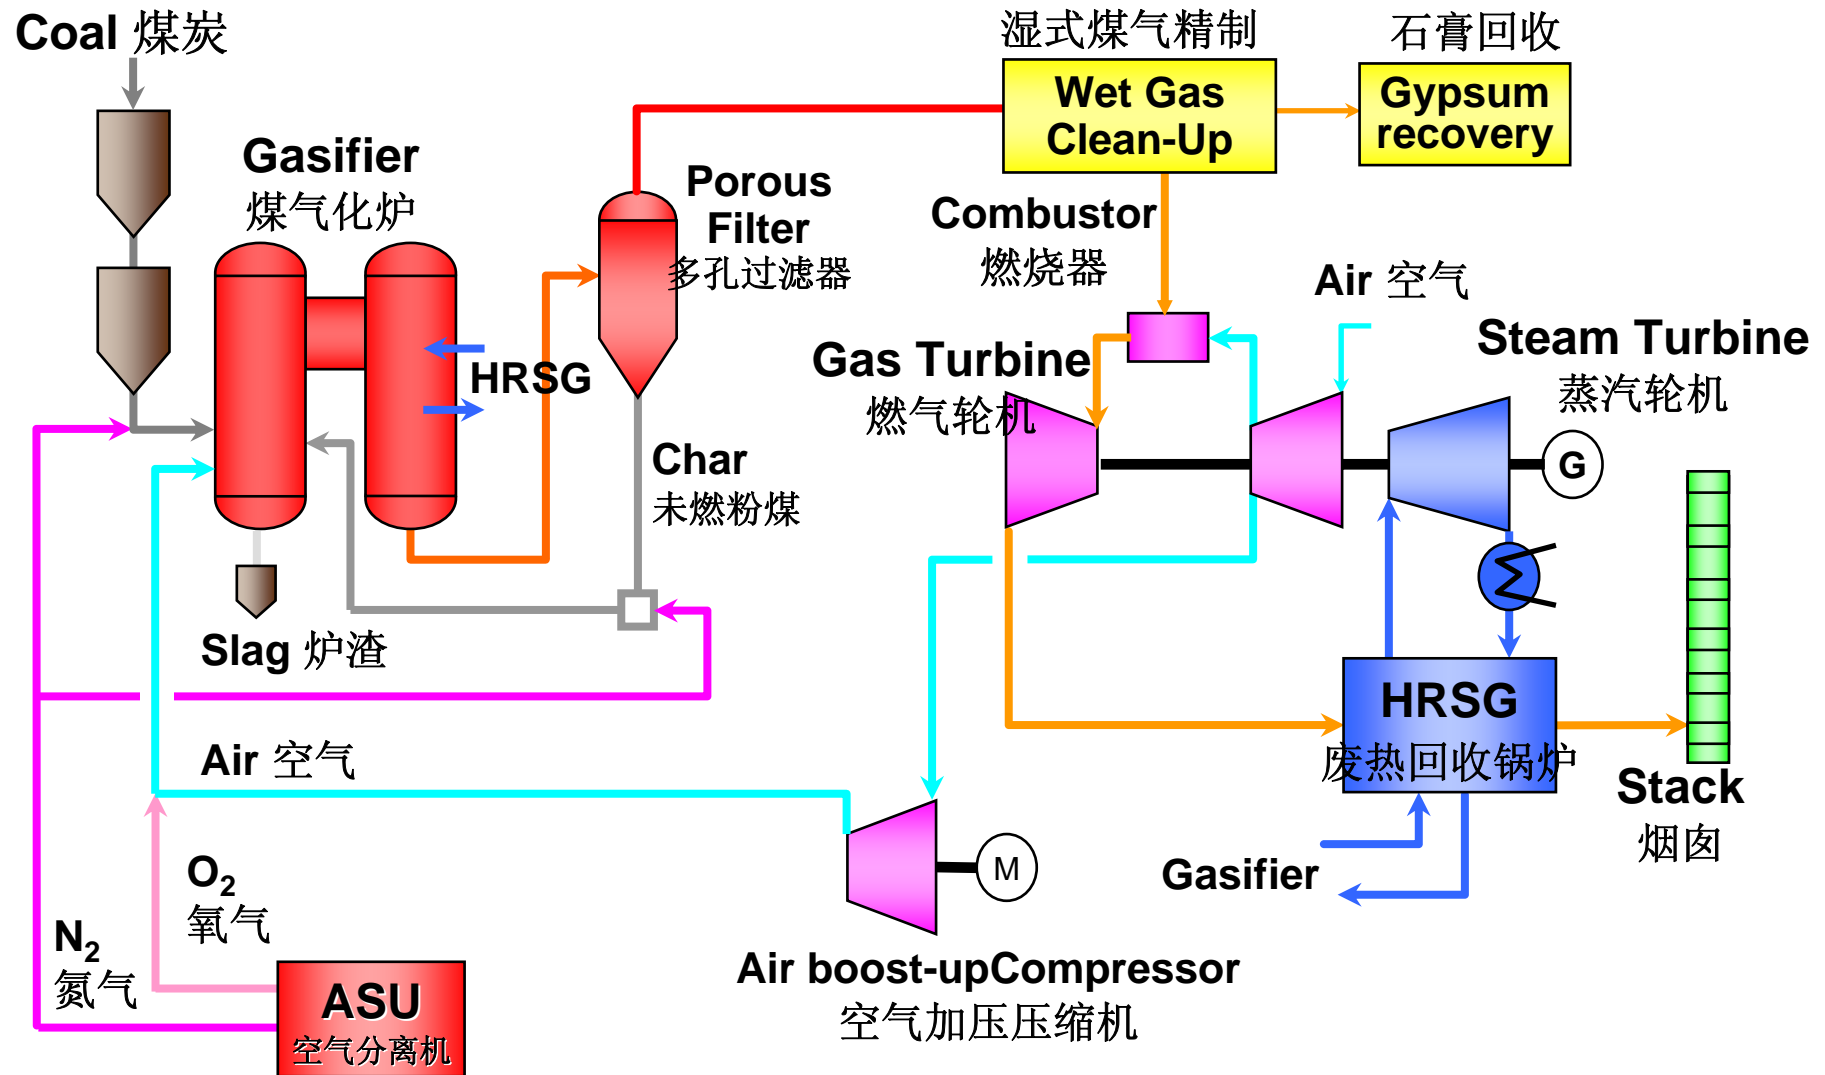 Coal 煤炭
湿式煤气精制
石膏回收
Wet Gas
Clean-Up
Gypsum
recovery
Gasifier
煤气化炉
Porous
Filter
多孔过滤器
Combustor
燃烧器
Air 空气
Gas Turbine
燃气轮机
Steam Turbine
蒸汽轮机
HRSG
Char
未燃粉煤
G
Slag 炉渣
HRSG
废热回收锅炉
Air 空气
Stack
烟囱
O2
氧气
M
Gasifier
N2
氮气
Air boost-upCompressor
空气加压压缩机
ASU
空气分离机